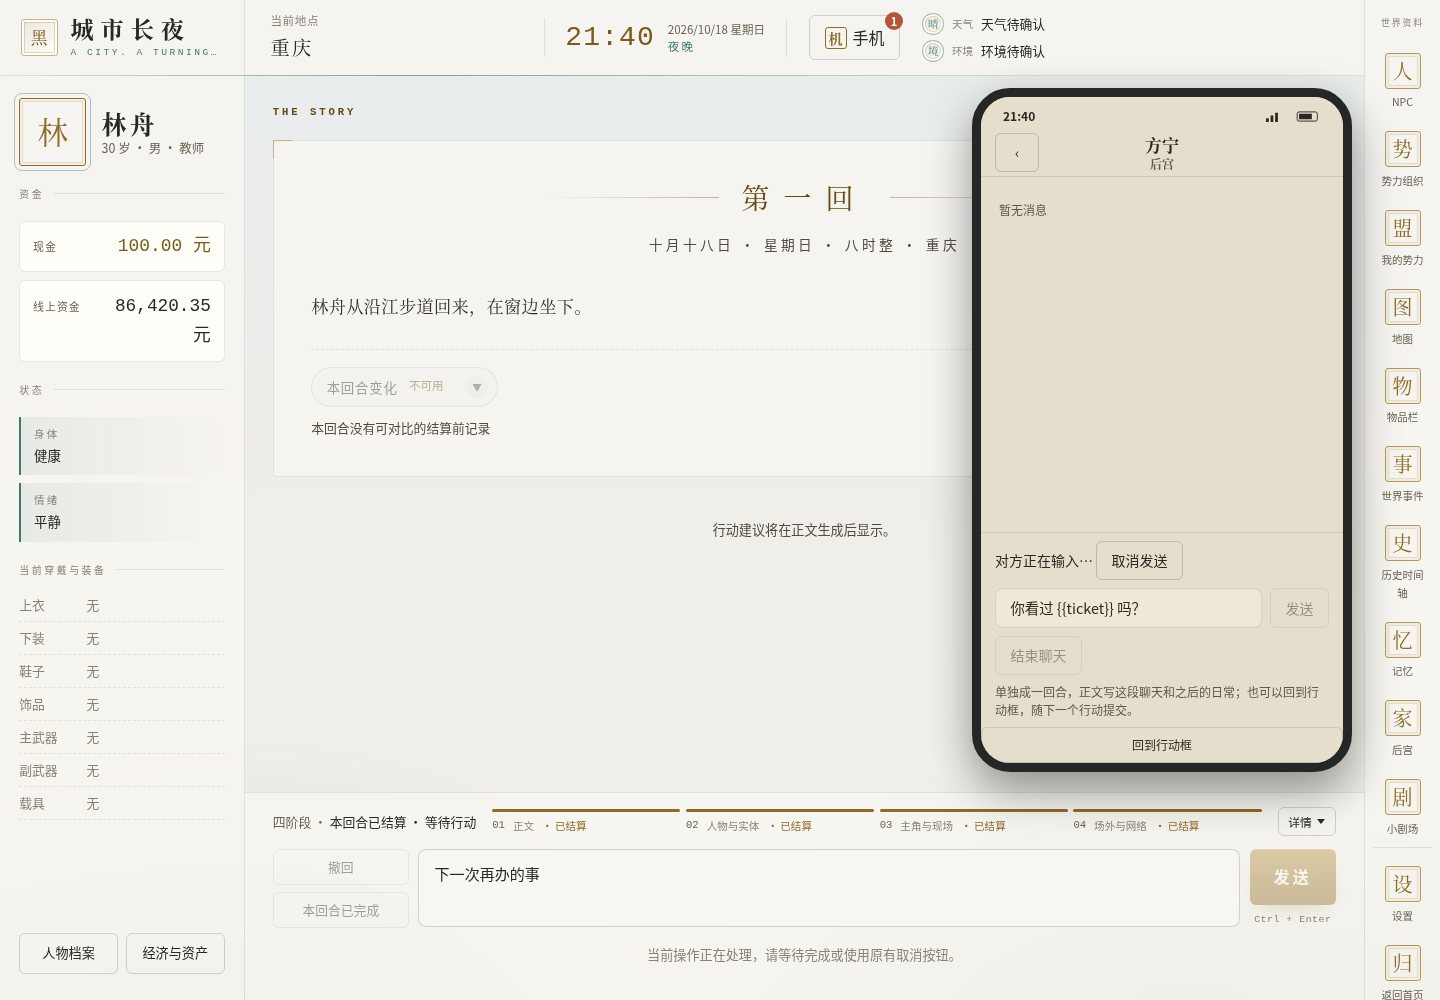 黑
城市长夜
A CITY. A TURNING…
当前地点
重庆
21:40
2026/10/18 星期日
夜晚
机 手机
1
晴 天气 天气待确认
境 环境 环境待确认
世界资料
林
林舟
30 岁 • 男 • 教师
资金
现金 100.00 元
线上资金 86,420.35
元
状态
身体
健康
情绪
平静
当前穿戴与装备
上衣 无
下装 无
鞋子 无
饰品 无
主武器 无
副武器 无
载具 无
人物档案
经济与资产
THE STORY
第一回
十月十八日 • 星期日 • 八时整 • 重庆
林舟从沿江步道回来，在窗边坐下。
本回合变化 不可用 ▼
本回合没有可对比的结算前记录
行动建议将在正文生成后显示。
21:40
‹
方宁
后宫
暂无消息
对方正在输入… 取消发送
你看过 {{ticket}} 吗？
发送
结束聊天
单独成一回合，正文写这段聊天和之后的日常；也可以回到行
动框，随下一个行动提交。
回到行动框
四阶段 • 本回合已结算 • 等待行动
01 正文 • 已结算
02 人物与实体 • 已结算
03 主角与现场 • 已结算
04 场外与网络 • 已结算
详情
撤回
本回合已完成
下一次再办的事
发送
Ctrl + Enter
当前操作正在处理，请等待完成或使用原有取消按钮。
人
NPC
势
势力组织
盟
我的势力
图
地图
物
物品栏
事
世界事件
史
历史时间
轴
忆
记忆
家
后宫
剧
小剧场
设
设置
归
返回首页